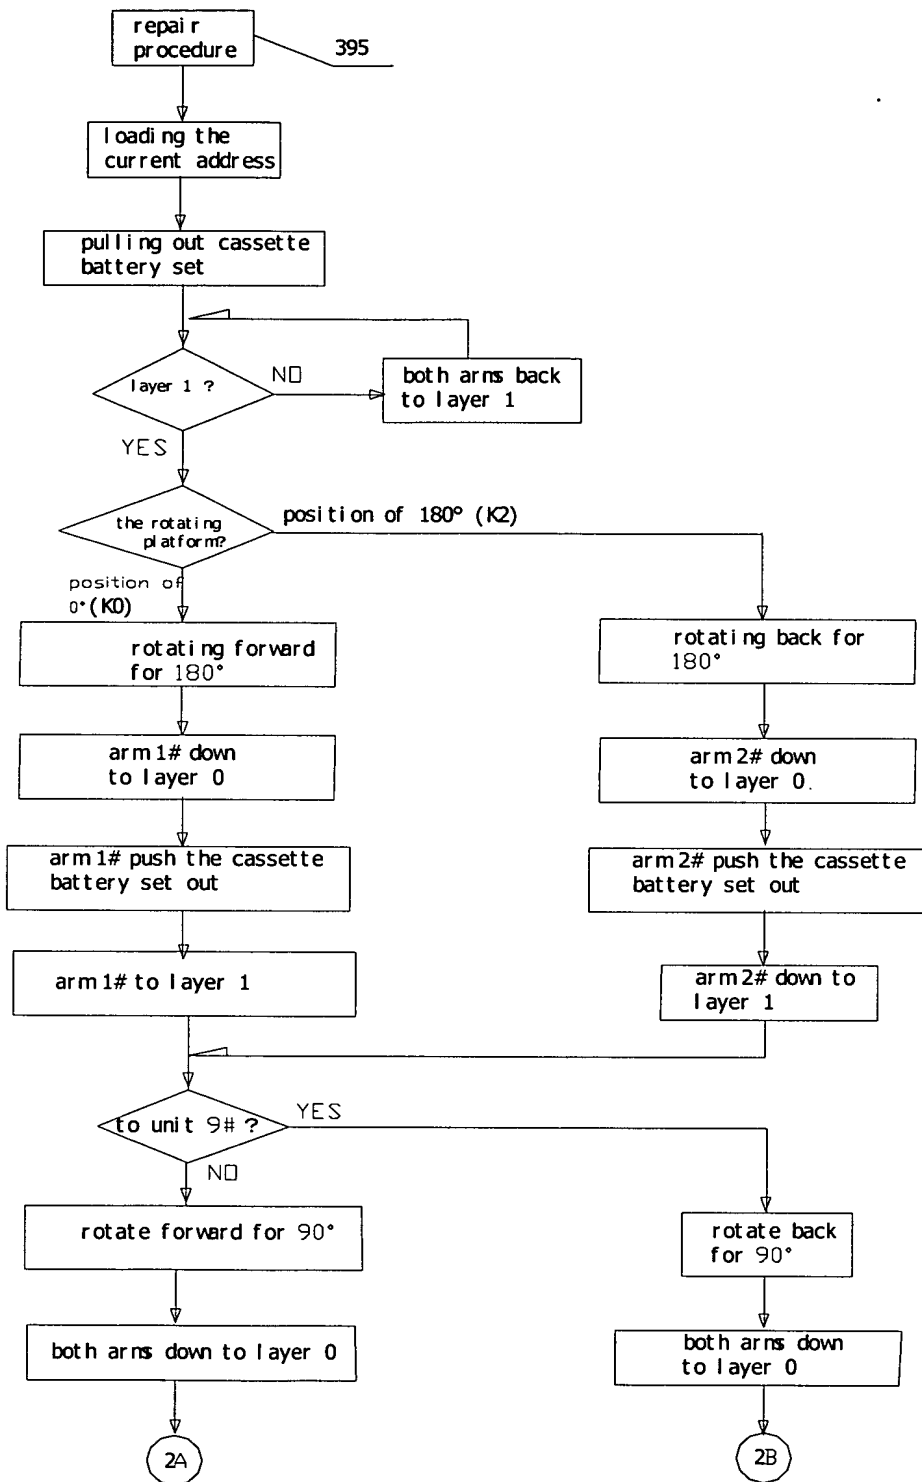 repair
procedure
395
loading the
current address
pulling out cassette
battery set
layer 1 ?
NO
both arms back
to layer 1
YES
the rotating
platform?
position of 180° (K2)
position of
0°(K0)
rotating forward
for 180°
rotating back for
180°
arm 1# down
to layer 0
arm 2# down
to layer 0.
arm 1# push the cassette
battery set out
arm 2# push the cassette
battery set out
arm 1# to layer 1
arm 2# down to
layer 1
to unit 9# ?
YES
NO
rotate forward for 90°
rotate back
for 90°
both arms down to layer 0
both arms down
to layer 0
2A
2B